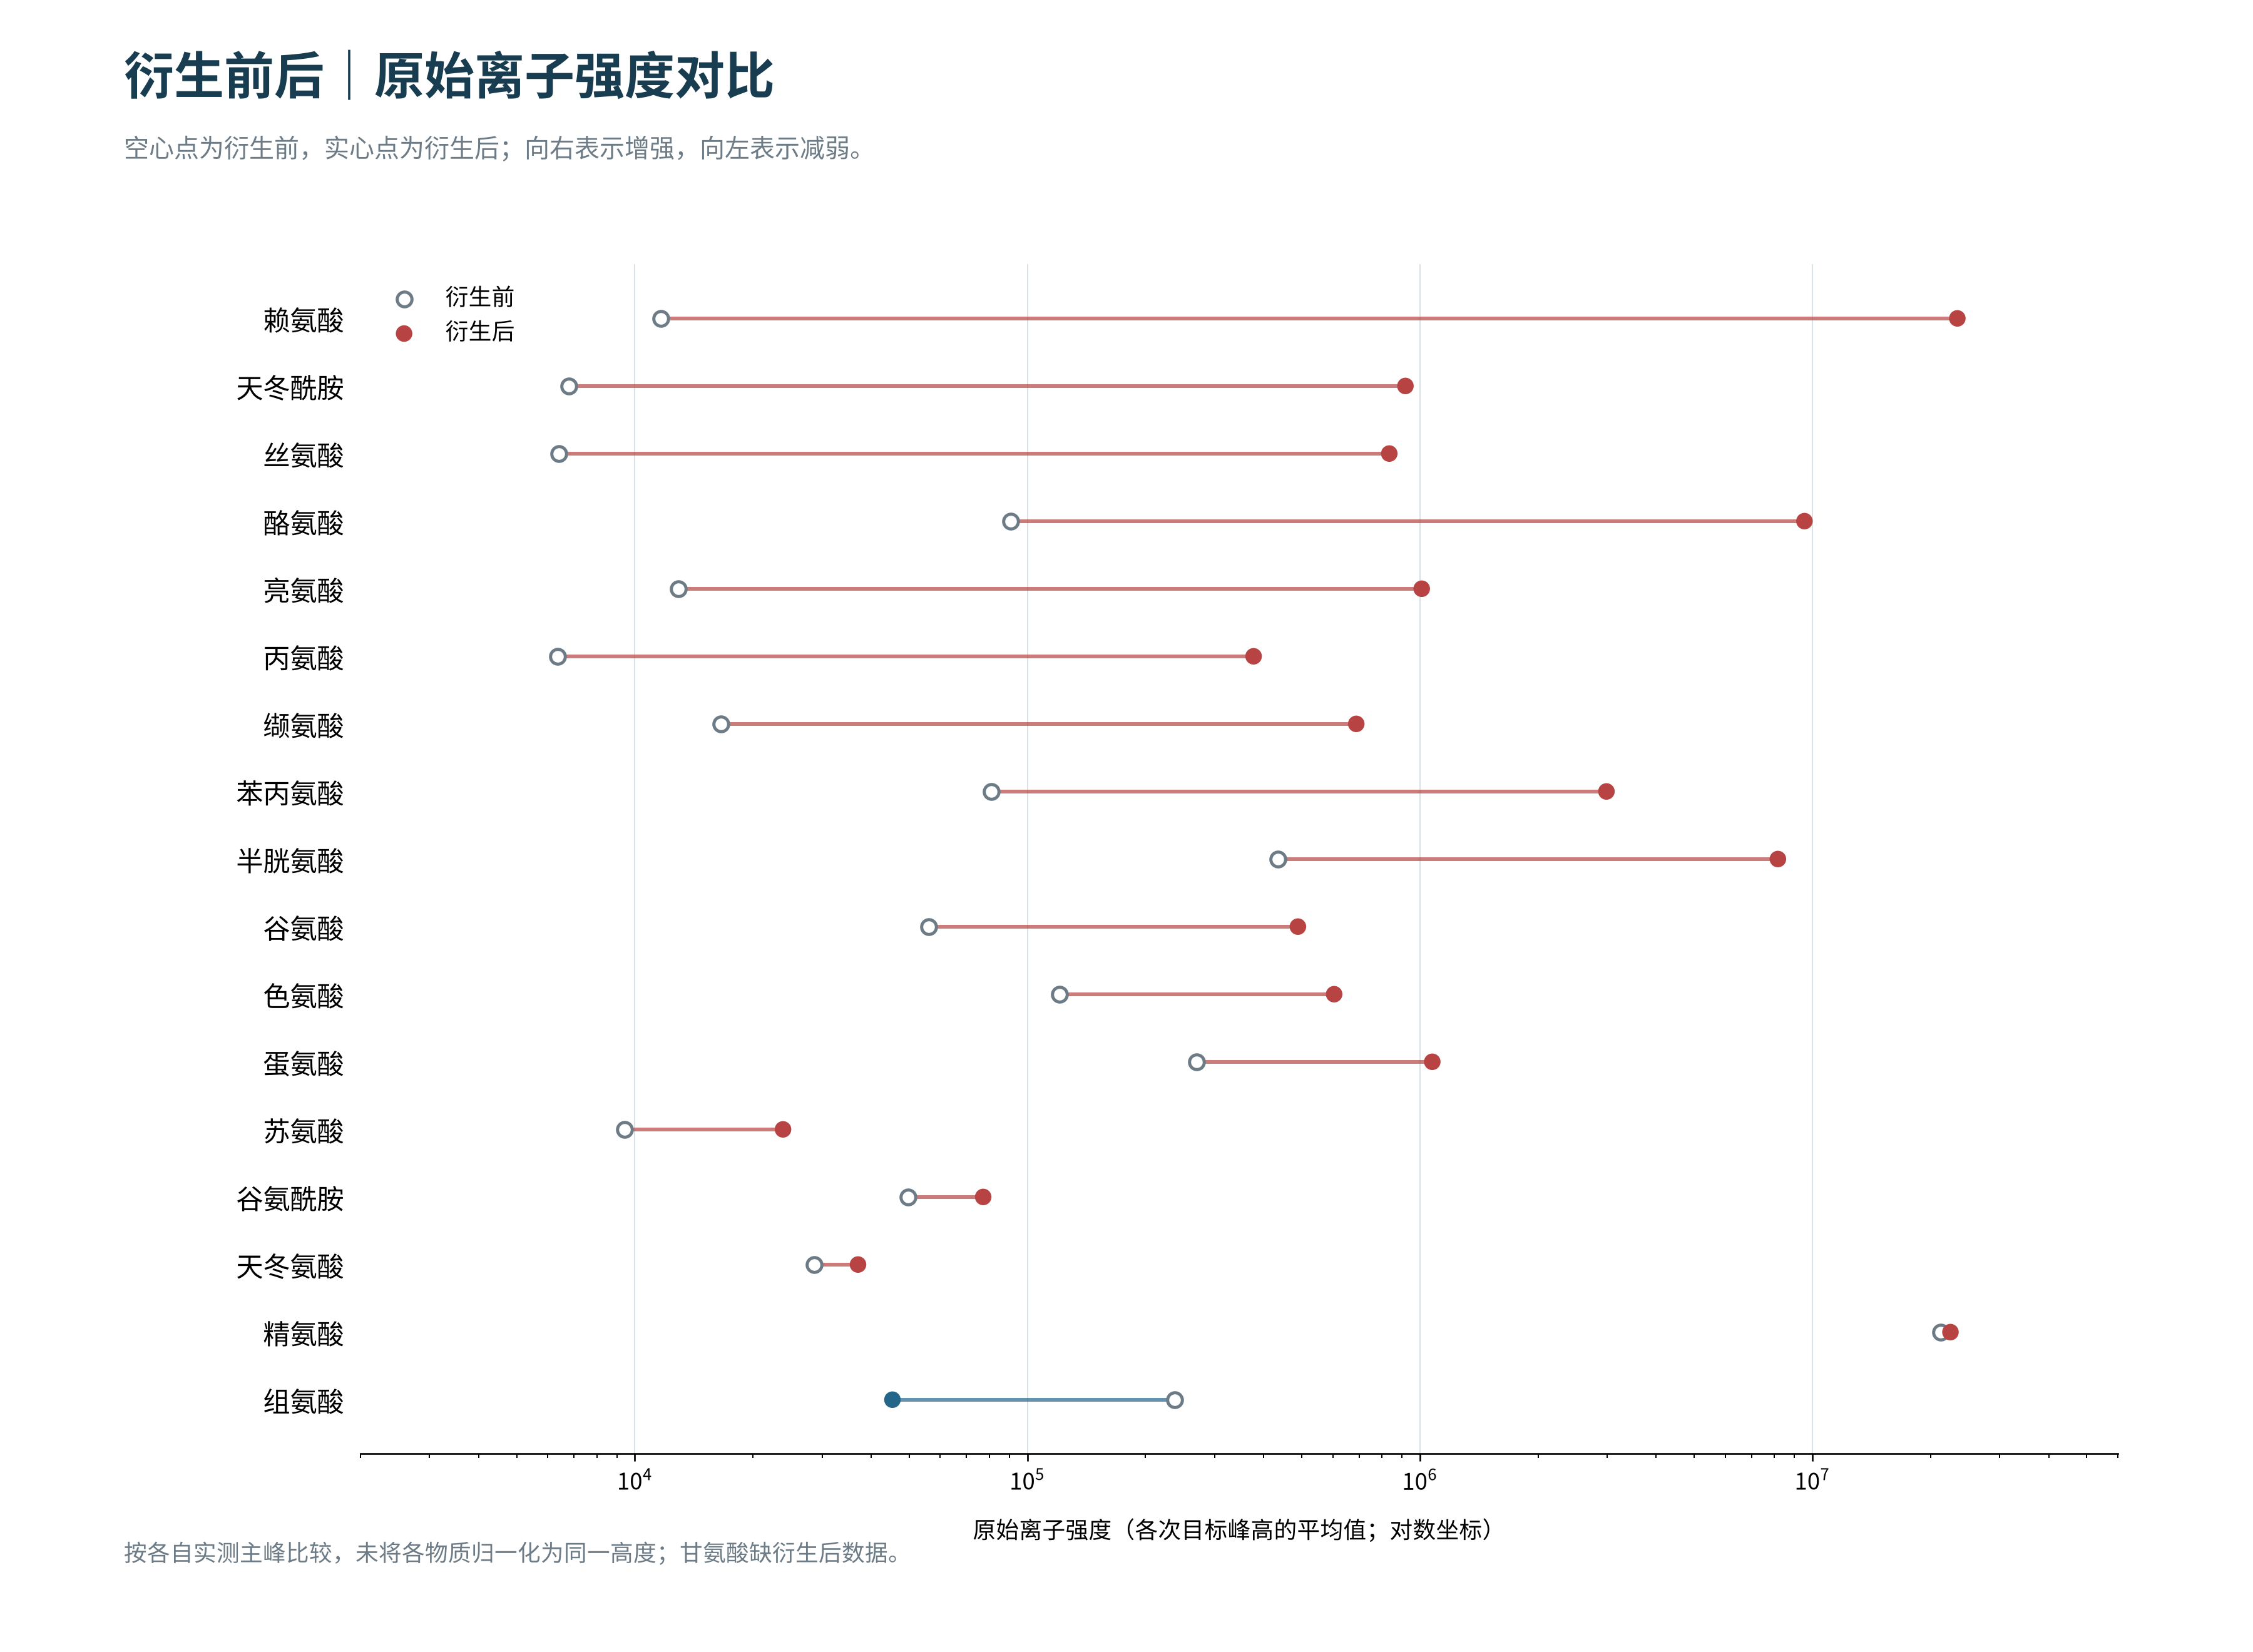 衍生前后｜原始离子强度对比
空心点为衍生前，实心点为衍生后；向右表示增强，向左表示减弱。
衍生前
衍生后
赖氨酸
天冬酰胺
丝氨酸
酪氨酸
亮氨酸
丙氨酸
缬氨酸
苯丙氨酸
半胱氨酸
谷氨酸
色氨酸
蛋氨酸
苏氨酸
谷氨酰胺
天冬氨酸
精氨酸
组氨酸
10⁴ 10⁵ 10⁶ 10⁷
原始离子强度（各次目标峰高的平均值；对数坐标）
按各自实测主峰比较，未将各物质归一化为同一高度；甘氨酸缺衍生后数据。